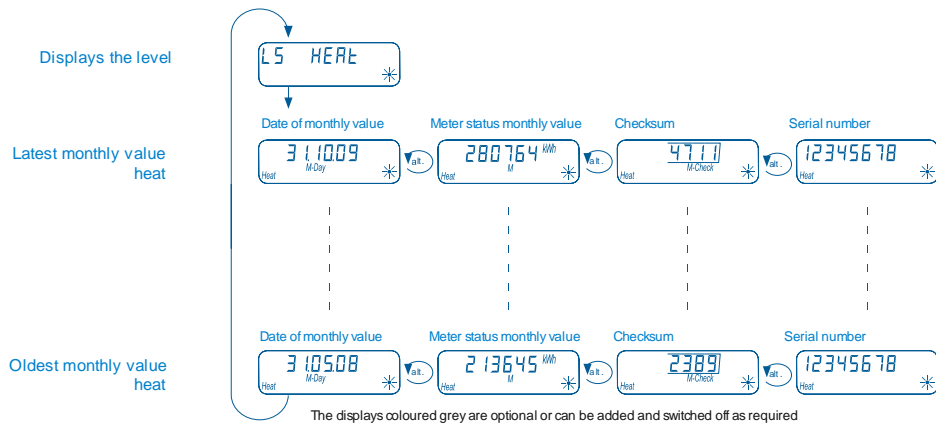 Displays the level
L5 HEAt
Date of monthly value
Meter status monthly value
Checksum
Serial number
Latest monthly value
heat
31.10.09
M-Day
Heat
alt.
280764 kWh
M
Heat
alt.
4711
M-Check
Heat
alt.
12345678
Heat
Date of monthly value
Meter status monthly value
Checksum
Serial number
Oldest monthly value
heat
31.05.08
M-Day
Heat
alt.
213645 kWh
M
Heat
alt.
2389
M-Check
Heat
alt.
12345678
Heat
The displays coloured grey are optional or can be added and switched off as required